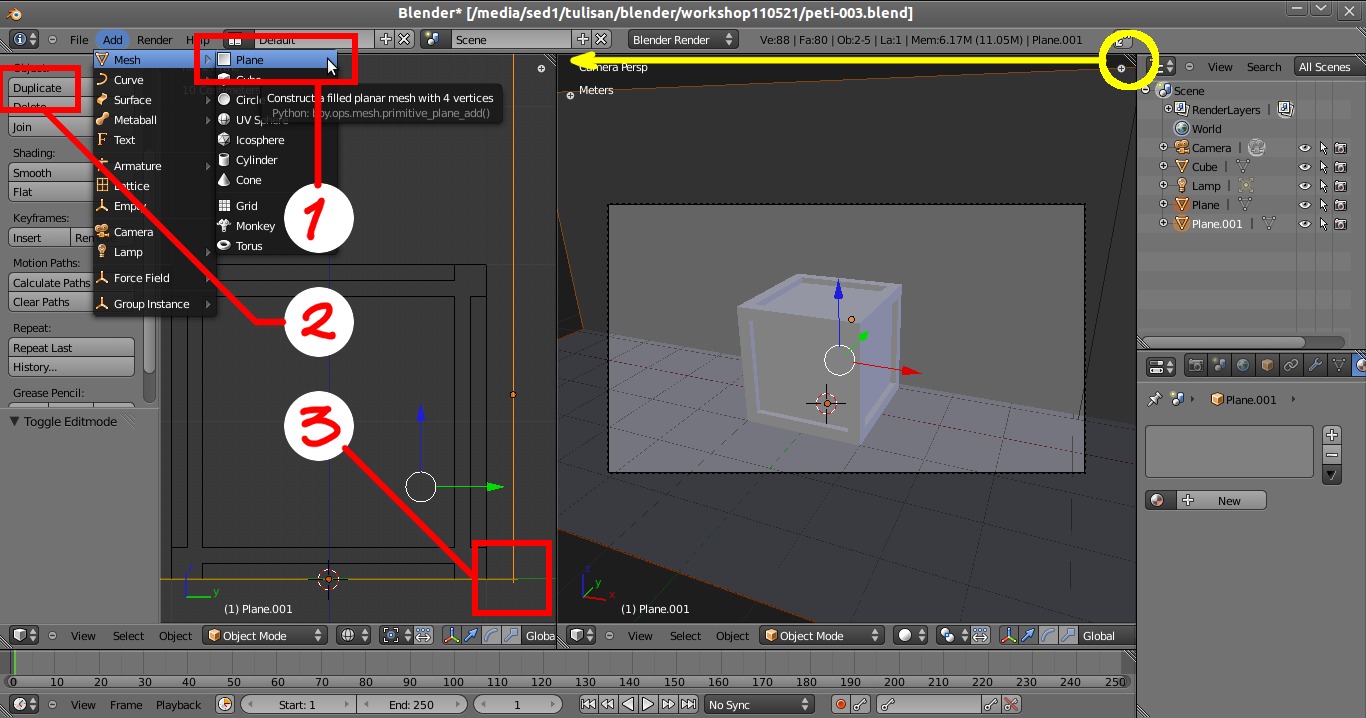 Blender* [/media/sed1/tulisan/blender/workshop110521/peti-003.blend]
File Add Render Help Default Scene Blender Render Ve:88 | Fa:80 | Ob:2-5 | La:1 | Mem:6.17M (11.05M) | Plane.001
Duplicate
Join
Shading:
Smooth
Flat
Keyframes:
Insert
Motion Paths:
Calculate Paths
Clear Paths
Repeat:
Repeat Last
History...
Grease Pencil:
Toggle Editmode
Mesh
Curve
Surface
Metaball
Text
Armature
Lattice
Empty
Camera
Lamp
Force Field
Group Instance
Plane
Cube
Circle
UV Sphere
Icosphere
Cylinder
Cone
Grid
Monkey
Torus
Construct a filled planar mesh with 4 vertices
Python: bpy.ops.mesh.primitive_plane_add()
1
2
3
y
(1) Plane.001
Camera Persp
Meters
z
y
x
(1) Plane.001
View Select Object Object Mode Globa
View Select Object Object Mode Global
View Search All Scenes
Scene
RenderLayers
World
Camera
Cube
Lamp
Plane
Plane.001
Plane.001
New
0 10 20 30 40 50 60 70 80 90 100 110 120 130 140 150 160 170 180 190 200 210 220 230 240 250
View Frame Playback Start: 1 End: 250 1 No Sync